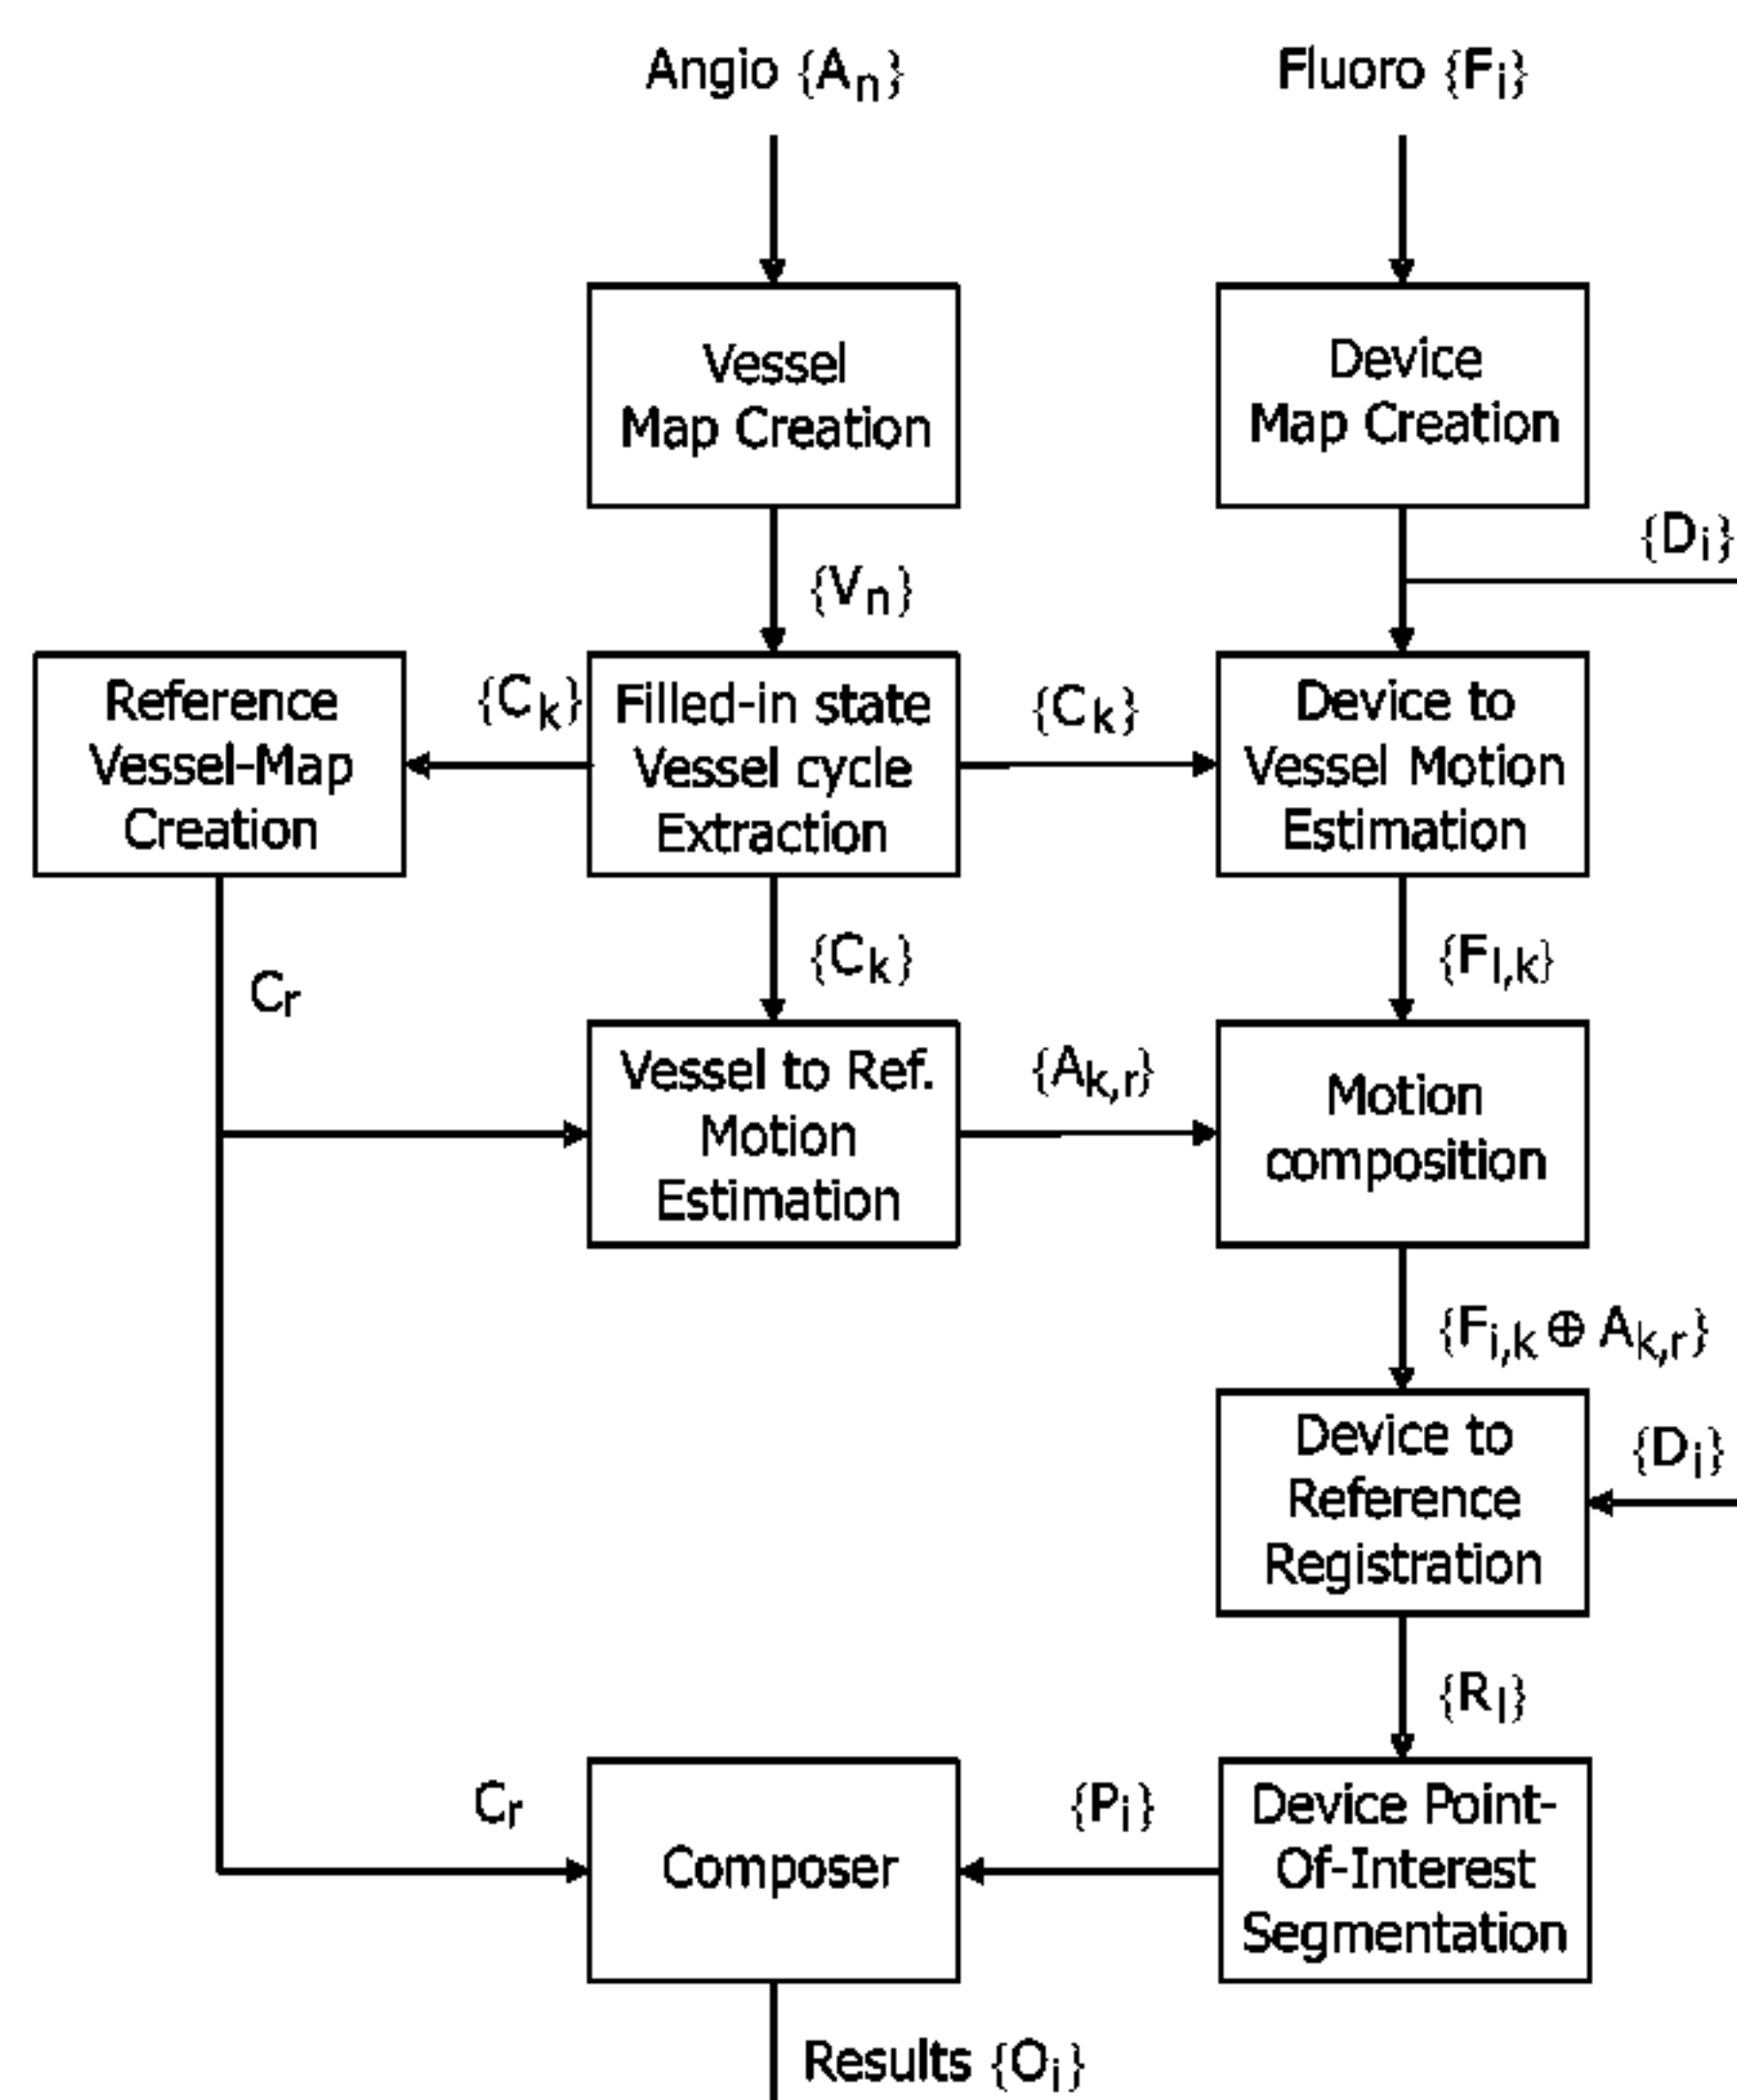 Angio {Aₙ}
Fluoro {Fᵢ}
Vessel
Map Creation
Device
Map Creation
{Dᵢ}
{Vₙ}
Reference
Vessel-Map
Creation
{Cₖ}
Filled-in state
Vessel cycle
Extraction
{Cₖ}
Device to
Vessel Motion
Estimation
Cᵣ
{Cₖ}
{Fl,k}
Vessel to Ref.
Motion
Estimation
{Ak,r}
Motion
composition
{Fi,k ⊕ Ak,r}
Device to
Reference
Registration
{Dᵢ}
{Rl}
Cᵣ
Composer
{Pᵢ}
Device Point-
Of-Interest
Segmentation
Results {Oᵢ}